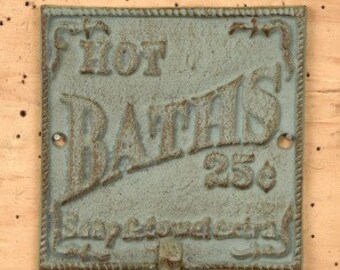 HOT
BATHS
25¢
Soap & Towel Extra